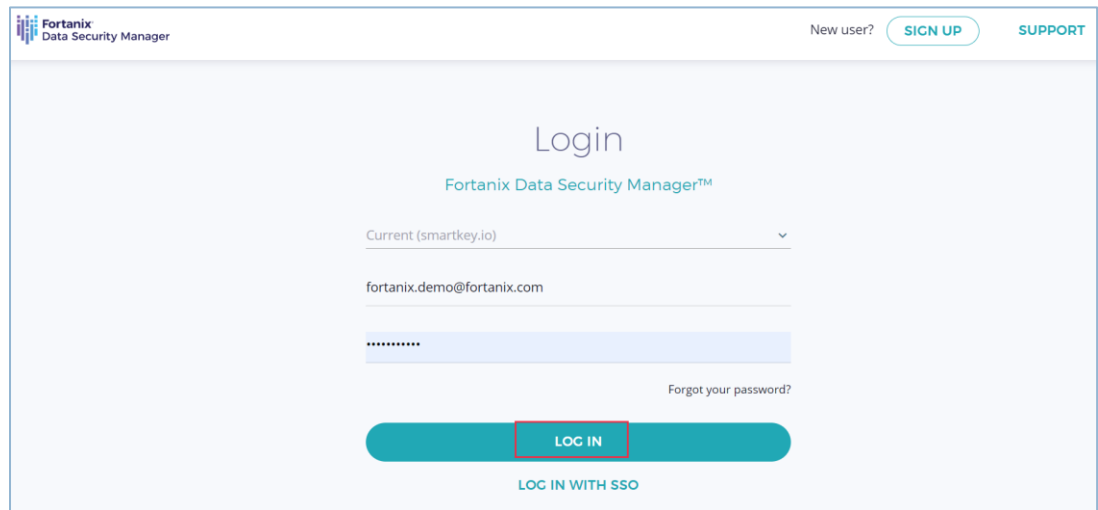 Fortanix
Data Security Manager
New user?
SIGN UP
SUPPORT
Login
Fortanix Data Security Manager™
Current (smartkey.io)
fortanix.demo@fortanix.com
•••••••••••
Forgot your password?
LOG IN
LOG IN WITH SSO